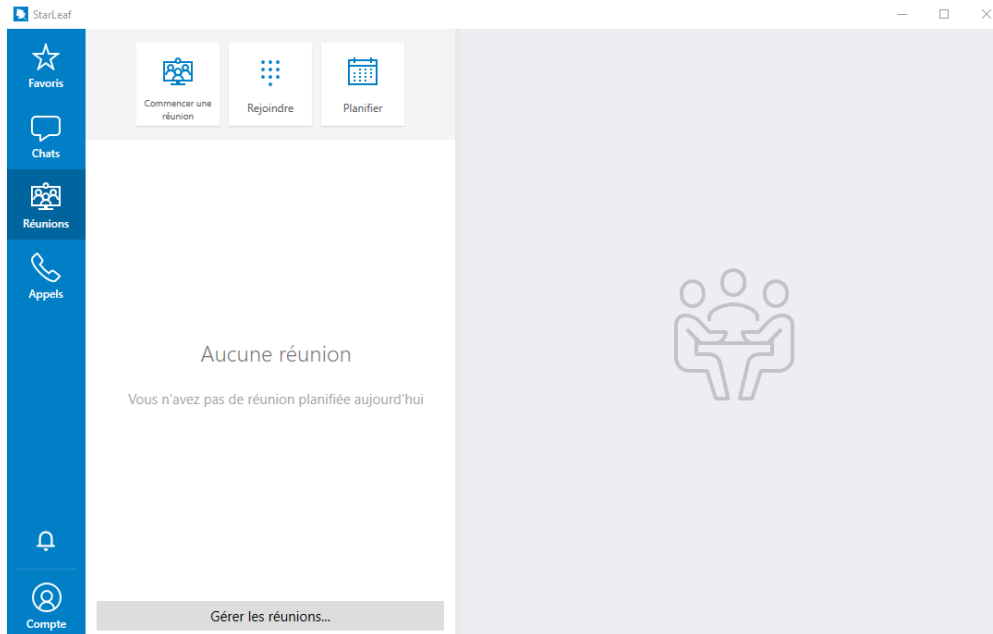 StarLeaf
Favoris
Chats
Réunions
Appels
Compte
Commencer une
réunion
Rejoindre
Planifier
Aucune réunion
Vous n'avez pas de réunion planifiée aujourd'hui
Gérer les réunions...